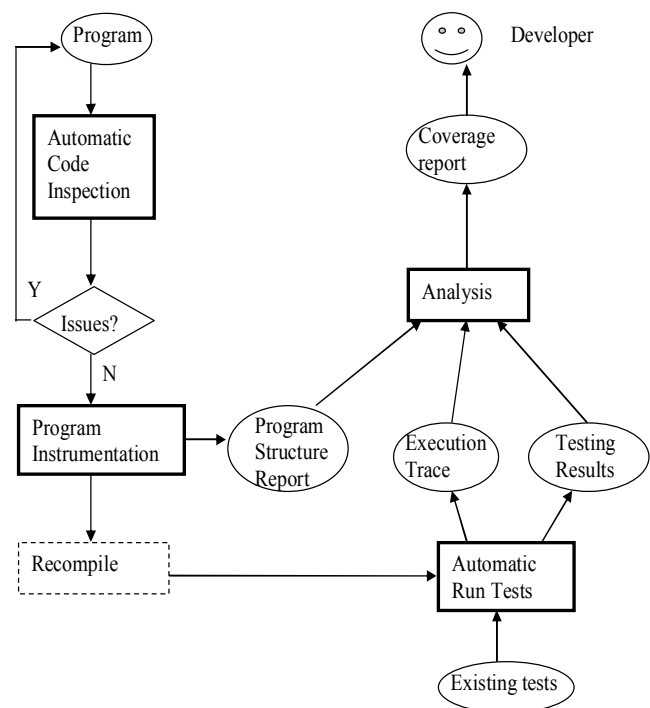 Program
Developer
Automatic
Code
Inspection
Coverage
report
Y
Issues?
Analysis
N
Program
Instrumentation
Program
Structure
Report
Execution
Trace
Testing
Results
Recompile
Automatic
Run Tests
Existing tests